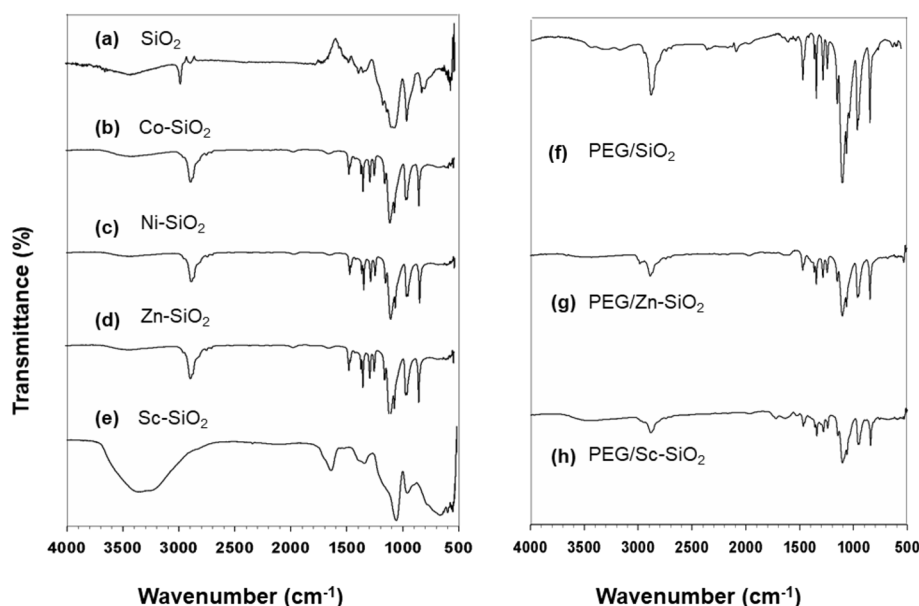 Transmittance (%)
(a) SiO₂
(b) Co-SiO₂
(c) Ni-SiO₂
(d) Zn-SiO₂
(e) Sc-SiO₂
4000 3500 3000 2500 2000 1500 1000 500
Wavenumber (cm⁻¹)
(f) PEG/SiO₂
(g) PEG/Zn-SiO₂
(h) PEG/Sc-SiO₂
4000 3500 3000 2500 2000 1500 1000 500
Wavenumber (cm⁻¹)